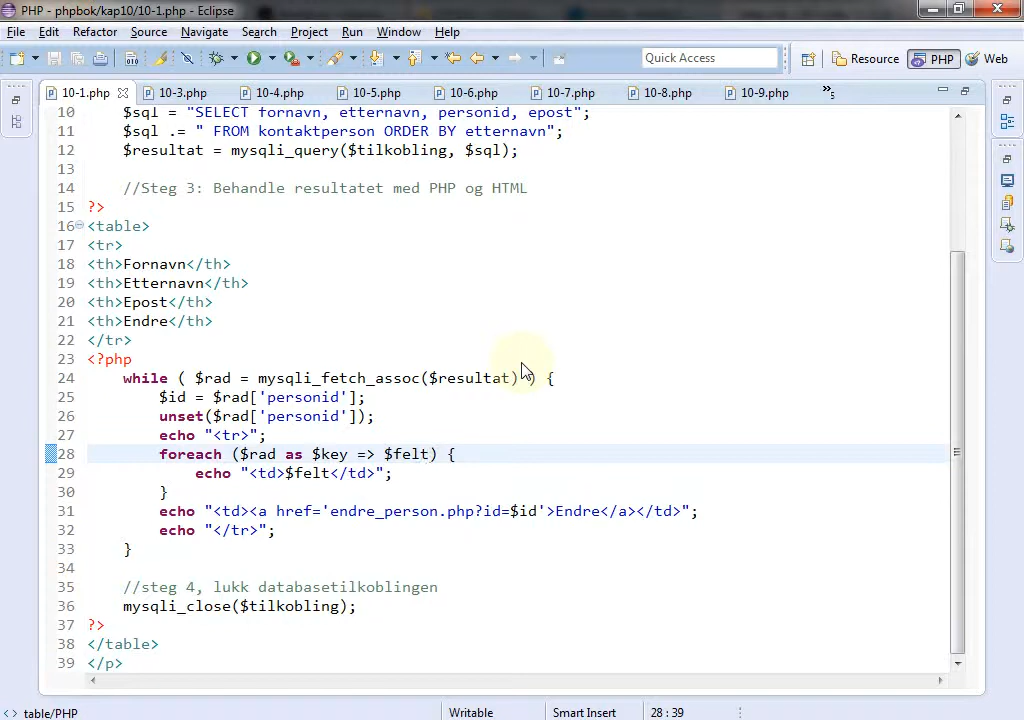 PHP - phpbok/kap10/10-1.php - Eclipse
File Edit Refactor Source Navigate Search Project Run Window Help
Quick Access Resource PHP Web
10-1.php 10-3.php 10-4.php 10-5.php 10-6.php 10-7.php 10-8.php 10-9.php »5
10 $sql = "SELECT fornavn, etternavn, personid, epost";
11 $sql .= " FROM kontaktperson ORDER BY etternavn";
12 $resultat = mysqli_query($tilkobling, $sql);
13
14 //Steg 3: Behandle resultatet med PHP og HTML
15 ?>
16 <table>
17 <tr>
18 <th>Fornavn</th>
19 <th>Etternavn</th>
20 <th>Epost</th>
21 <th>Endre</th>
22 </tr>
23 <?php
24 while ( $rad = mysqli_fetch_assoc($resultat) ) {
25 $id = $rad['personid'];
26 unset($rad['personid']);
27 echo "<tr>";
28 foreach ($rad as $key => $felt) {
29 echo "<td>$felt</td>";
30 }
31 echo "<td><a href='endre_person.php?id=$id'>Endre</a></td>";
32 echo "</tr>";
33 }
34
35 //steg 4, lukk databasetilkoblingen
36 mysqli_close($tilkobling);
37 ?>
38 </table>
39 </p>
<> table/PHP Writable Smart Insert 28 : 39